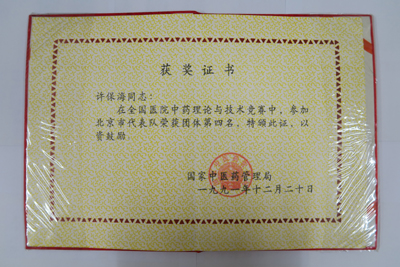 获奖证书
许保海同志：
在全国医院中药理论与技术竞赛中，参加
北京市代表队荣获团体第四名，特颁此证，以
资鼓励。
国家中医药管理局
一九九一年十二月二十日